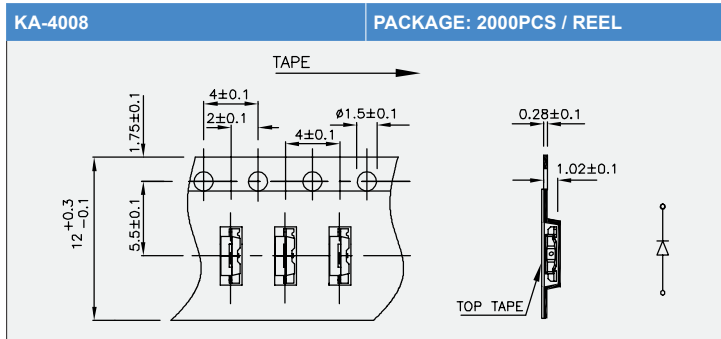 KA-4008
PACKAGE: 2000PCS / REEL
TAPE
4±0.1
2±0.1
ø1.5±0.1
4±0.1
1.75±0.1
5.5±0.1
12 +0.3 -0.1
0.28±0.1
1.02±0.1
TOP TAPE